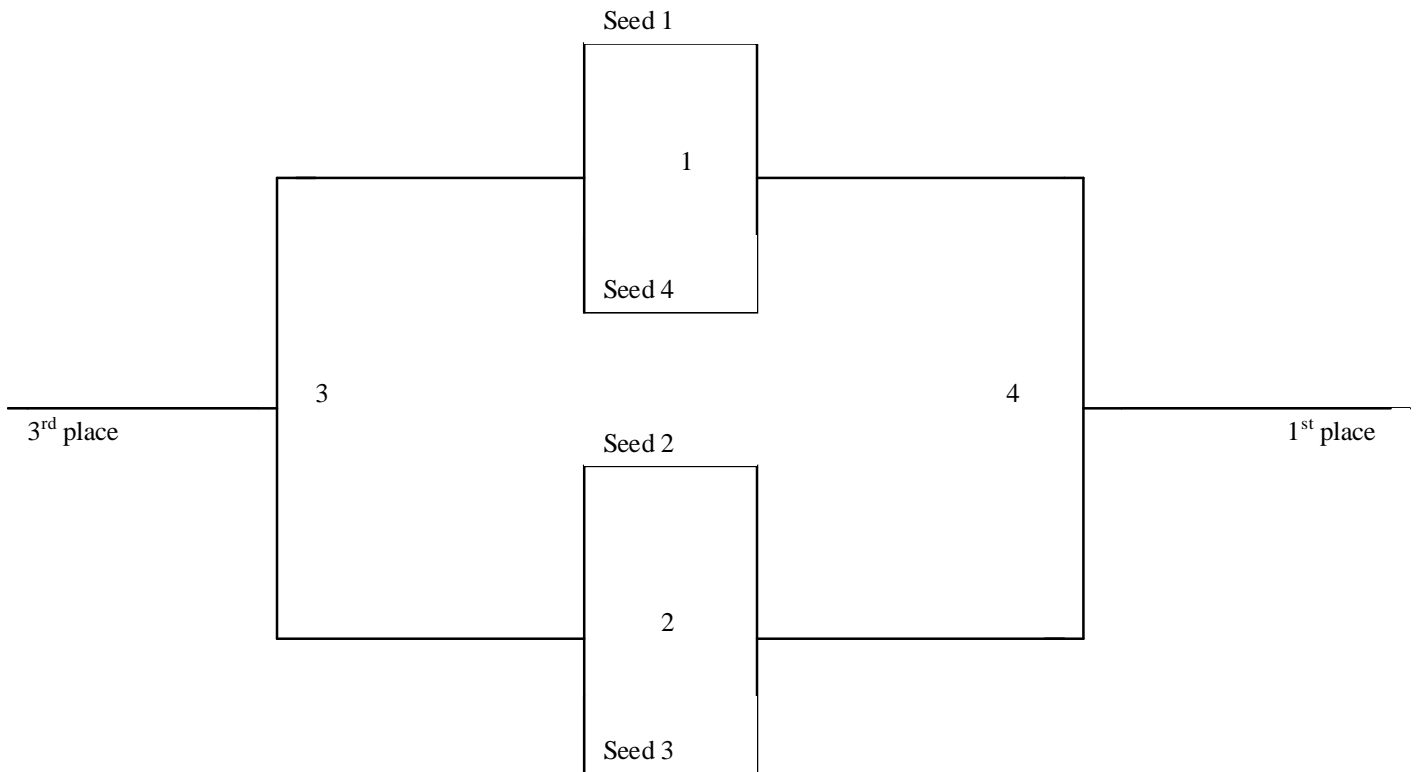 Seed 1
1
Seed 4
3
4
3rd place
1st place
Seed 2
2
Seed 3